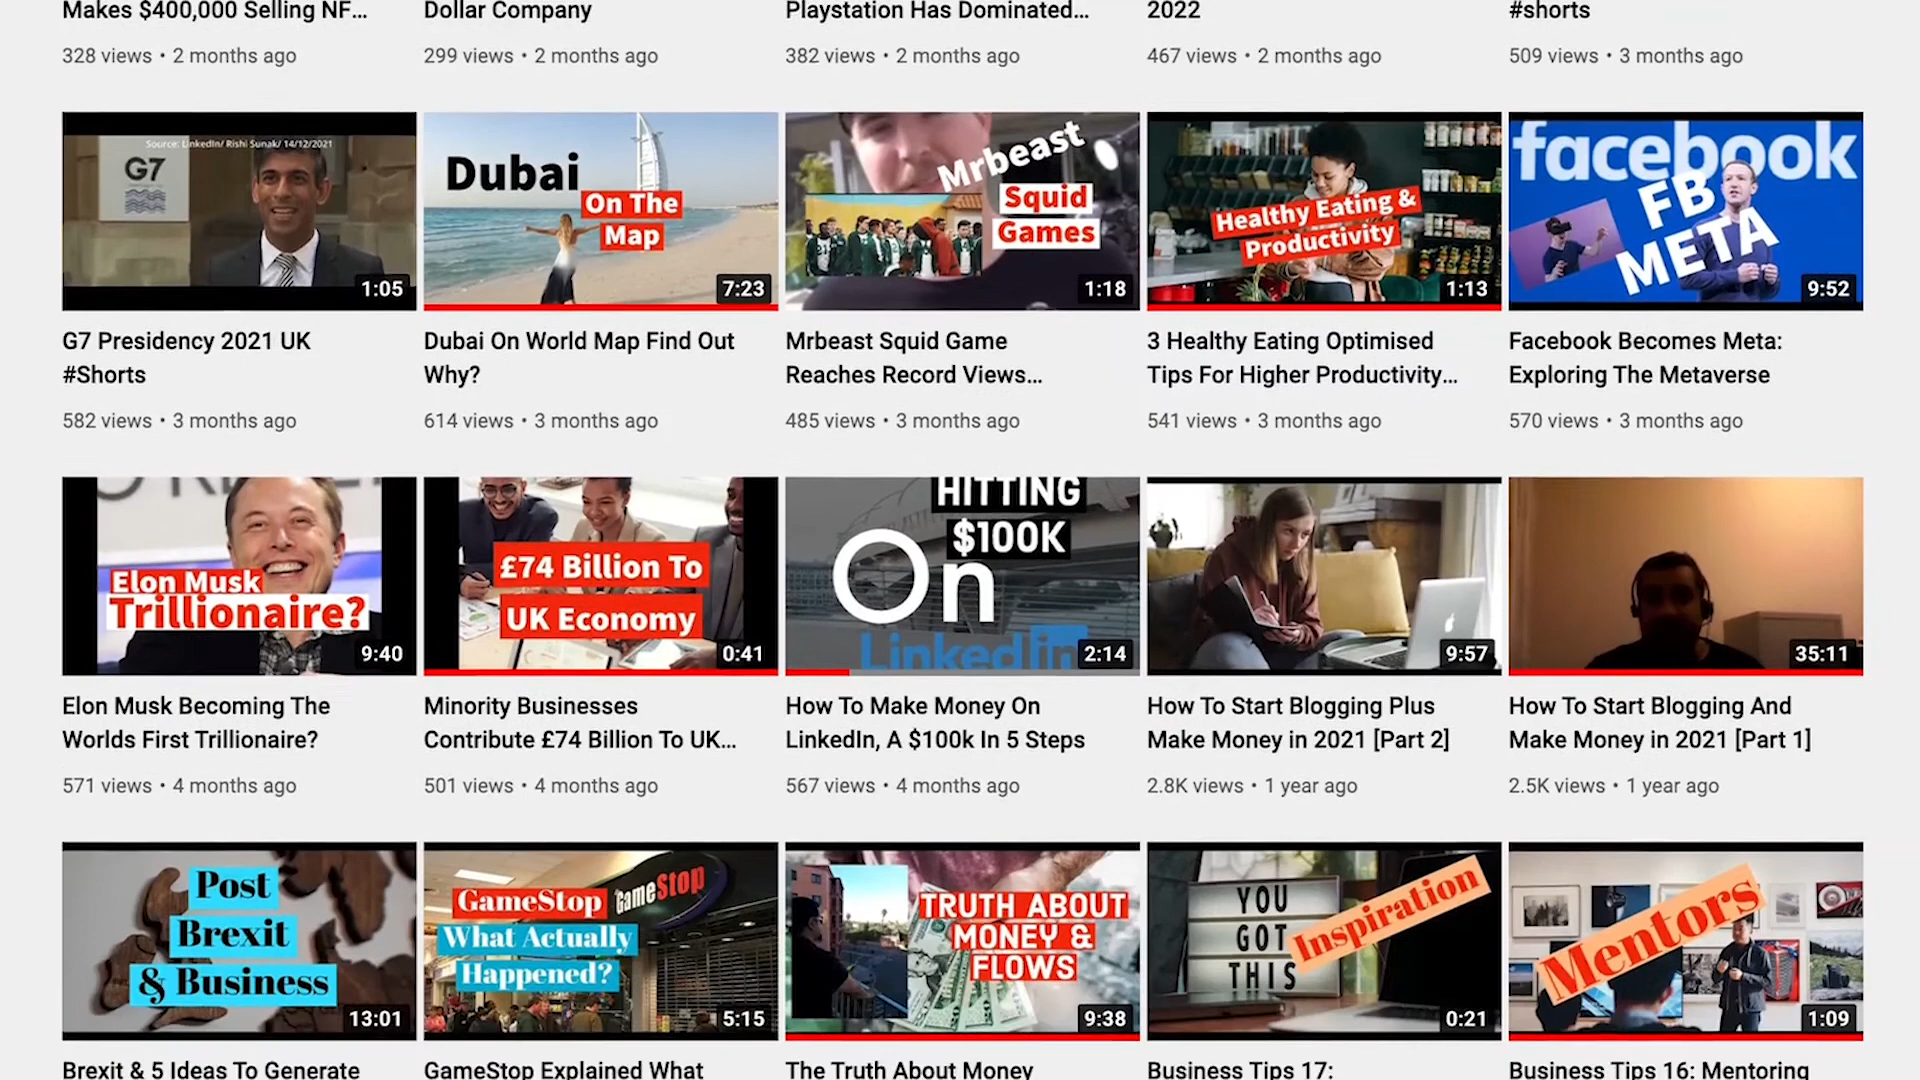 Makes $400,000 Selling NF...
Dollar Company
Playstation Has Dominated...
2022
#shorts
328 views • 2 months ago
299 views • 2 months ago
382 views • 2 months ago
467 views • 2 months ago
509 views • 3 months ago
Source: LinkedIn/ Rishi Sunak/ 14/12/2021
G7
1:05
Dubai
On The
Map
7:23
Mrbeast
Squid
Games
1:18
Healthy Eating &
Productivity
1:13
facebook
FB
META
9:52
G7 Presidency 2021 UK
#Shorts
Dubai On World Map Find Out
Why?
Mrbeast Squid Game
Reaches Record Views...
3 Healthy Eating Optimised
Tips For Higher Productivity...
Facebook Becomes Meta:
Exploring The Metaverse
582 views • 3 months ago
614 views • 3 months ago
485 views • 3 months ago
541 views • 3 months ago
570 views • 3 months ago
Elon Musk
Trillionaire?
9:40
£74 Billion To
UK Economy
0:41
HITTING
$100K
On
Linkedin
2:14
9:57
35:11
Elon Musk Becoming The
Worlds First Trillionaire?
Minority Businesses
Contribute £74 Billion To UK...
How To Make Money On
LinkedIn, A $100k In 5 Steps
How To Start Blogging Plus
Make Money in 2021 [Part 2]
How To Start Blogging And
Make Money in 2021 [Part 1]
571 views • 4 months ago
501 views • 4 months ago
567 views • 4 months ago
2.8K views • 1 year ago
2.5K views • 1 year ago
Post
Brexit
& Business
13:01
GameStop
GameStop
What Actually
Happened?
5:15
TRUTH ABOUT
MONEY &
FLOWS
9:38
YOU
GOT
THIS
Inspiration
0:21
Mentors
1:09
Brexit & 5 Ideas To Generate
GameStop Explained What
The Truth About Money
Business Tips 17:
Business Tips 16: Mentoring